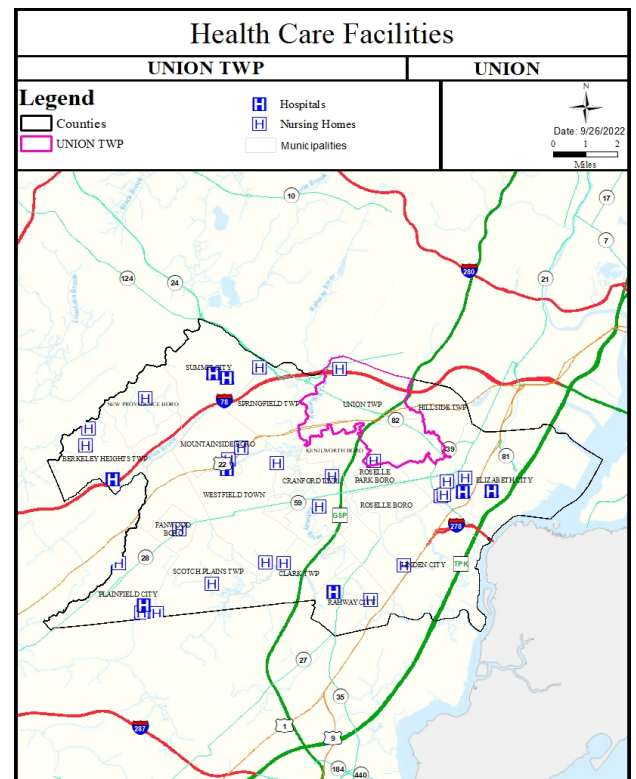 Health Care Facilities
UNION TWP
UNION
Legend
Counties
UNION TWP
H Hospitals
H Nursing Homes
Municipalities
N
Date: 9/26/2022
0 1 2
Miles
10
17
7
280
124
24
21
SUMMIT CITY
78
NEW PROVIDENCE BORO
SPRINGFIELD TWP
UNION TWP
HILLSIDE TWP
82
MOUNTAINSIDE BORO
KENILWORTH BORO
439
81
BERKELEY HEIGHTS TWP
22
CRANFORD TWP
ROSELLE
PARK BORO
ELIZABETH CITY
WESTFIELD TOWN
59
ROSELLE BORO
GSP
278
FANWOOD
BORO
28
SCOTCH PLAINS TWP
CLARK TWP
LINDEN CITY
TPK
PLAINFIELD CITY
RAHWAY CITY
27
35
287
1
9
184
440